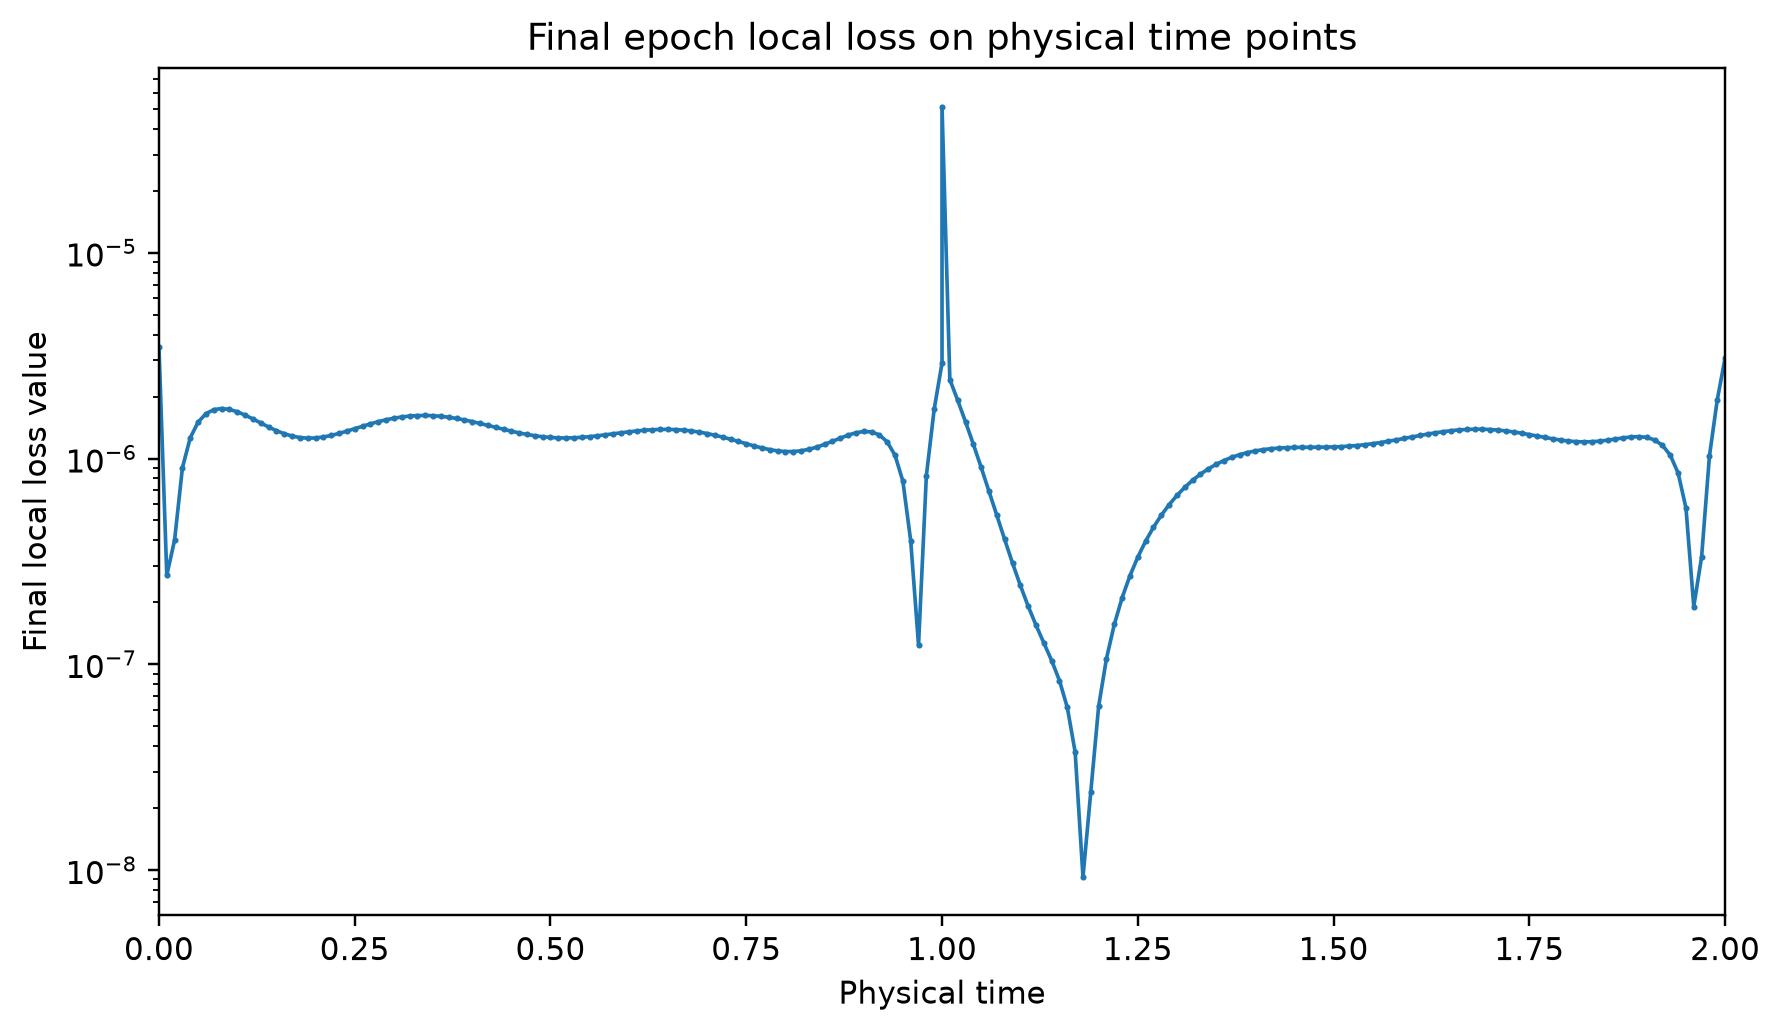 Final epoch local loss on physical time points
Final local loss value
10⁻⁵
10⁻⁶
10⁻⁷
10⁻⁸
0.00 0.25 0.50 0.75 1.00 1.25 1.50 1.75 2.00
Physical time